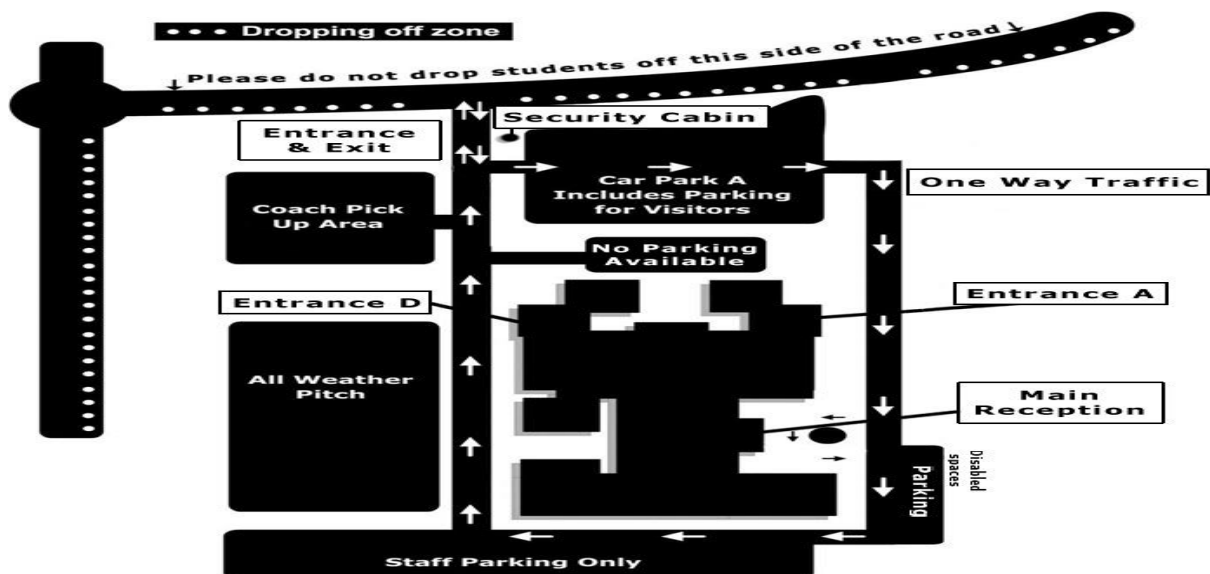 Dropping off zone
Please do not drop students off this side of the road
Security Cabin
Entrance
& Exit
Car Park A
Includes Parking
for Visitors
One Way Traffic
Coach Pick
Up Area
No Parking
Available
Entrance D
Entrance A
All Weather
Pitch
Main
Reception
Disabled
spaces
Parking
Staff Parking Only